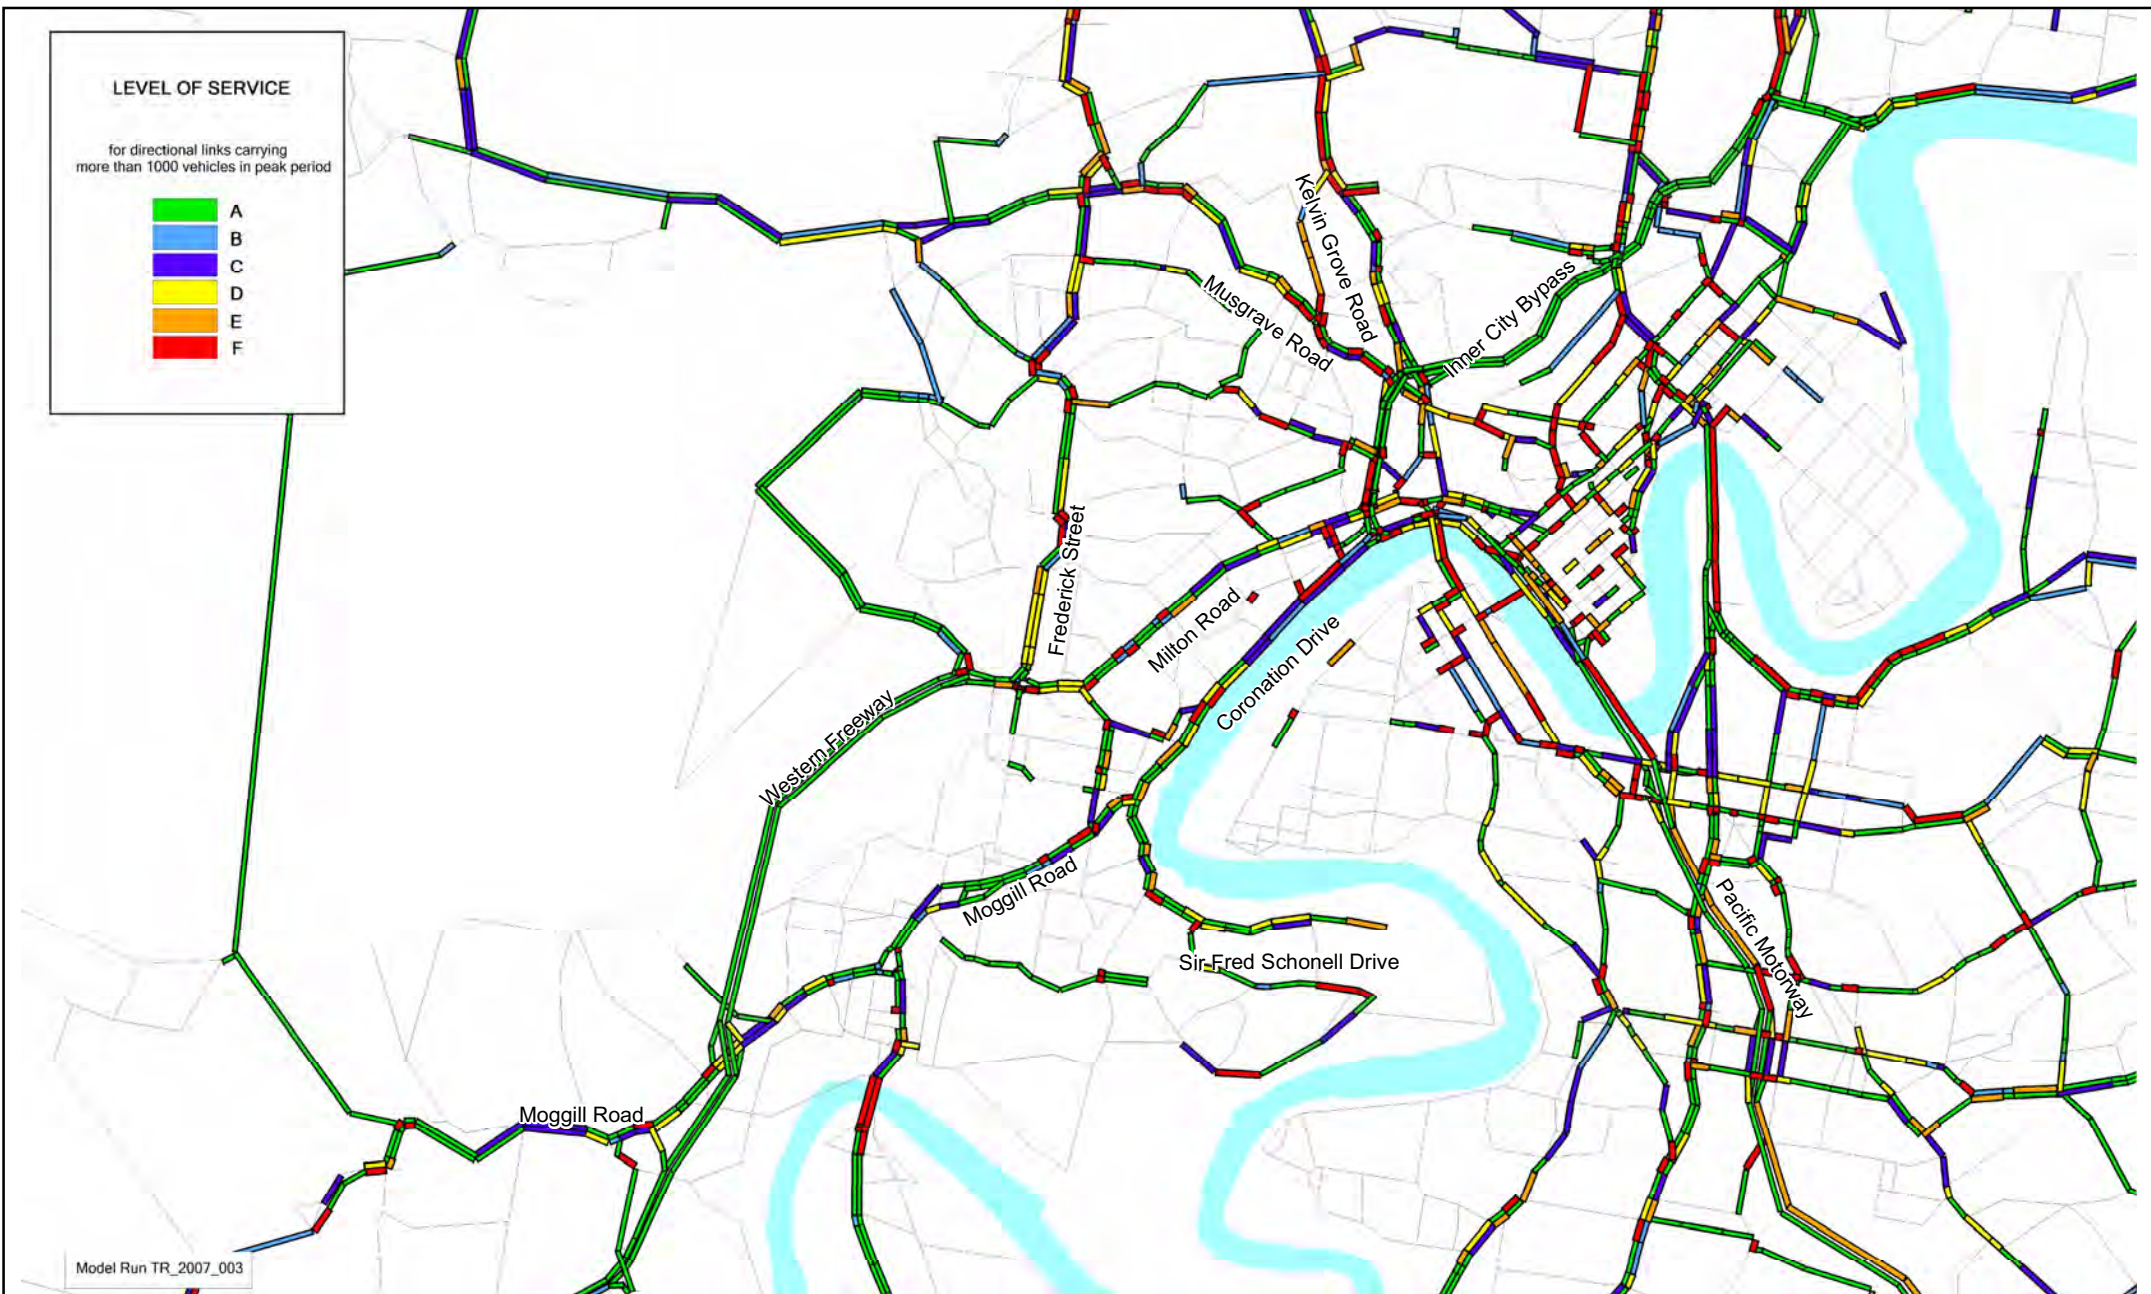 LEVEL OF SERVICE
for directional links carrying
more than 1000 vehicles in peak period
A
B
C
D
E
F
Kelvin Grove Road
Musgrave Road
Inner City Bypass
Frederick Street
Milton Road
Coronation Drive
Western Freeway
Moggill Road
Pacific Motorway
Sir Fred Schonell Drive
Moggill Road
Model Run TR_2007_003